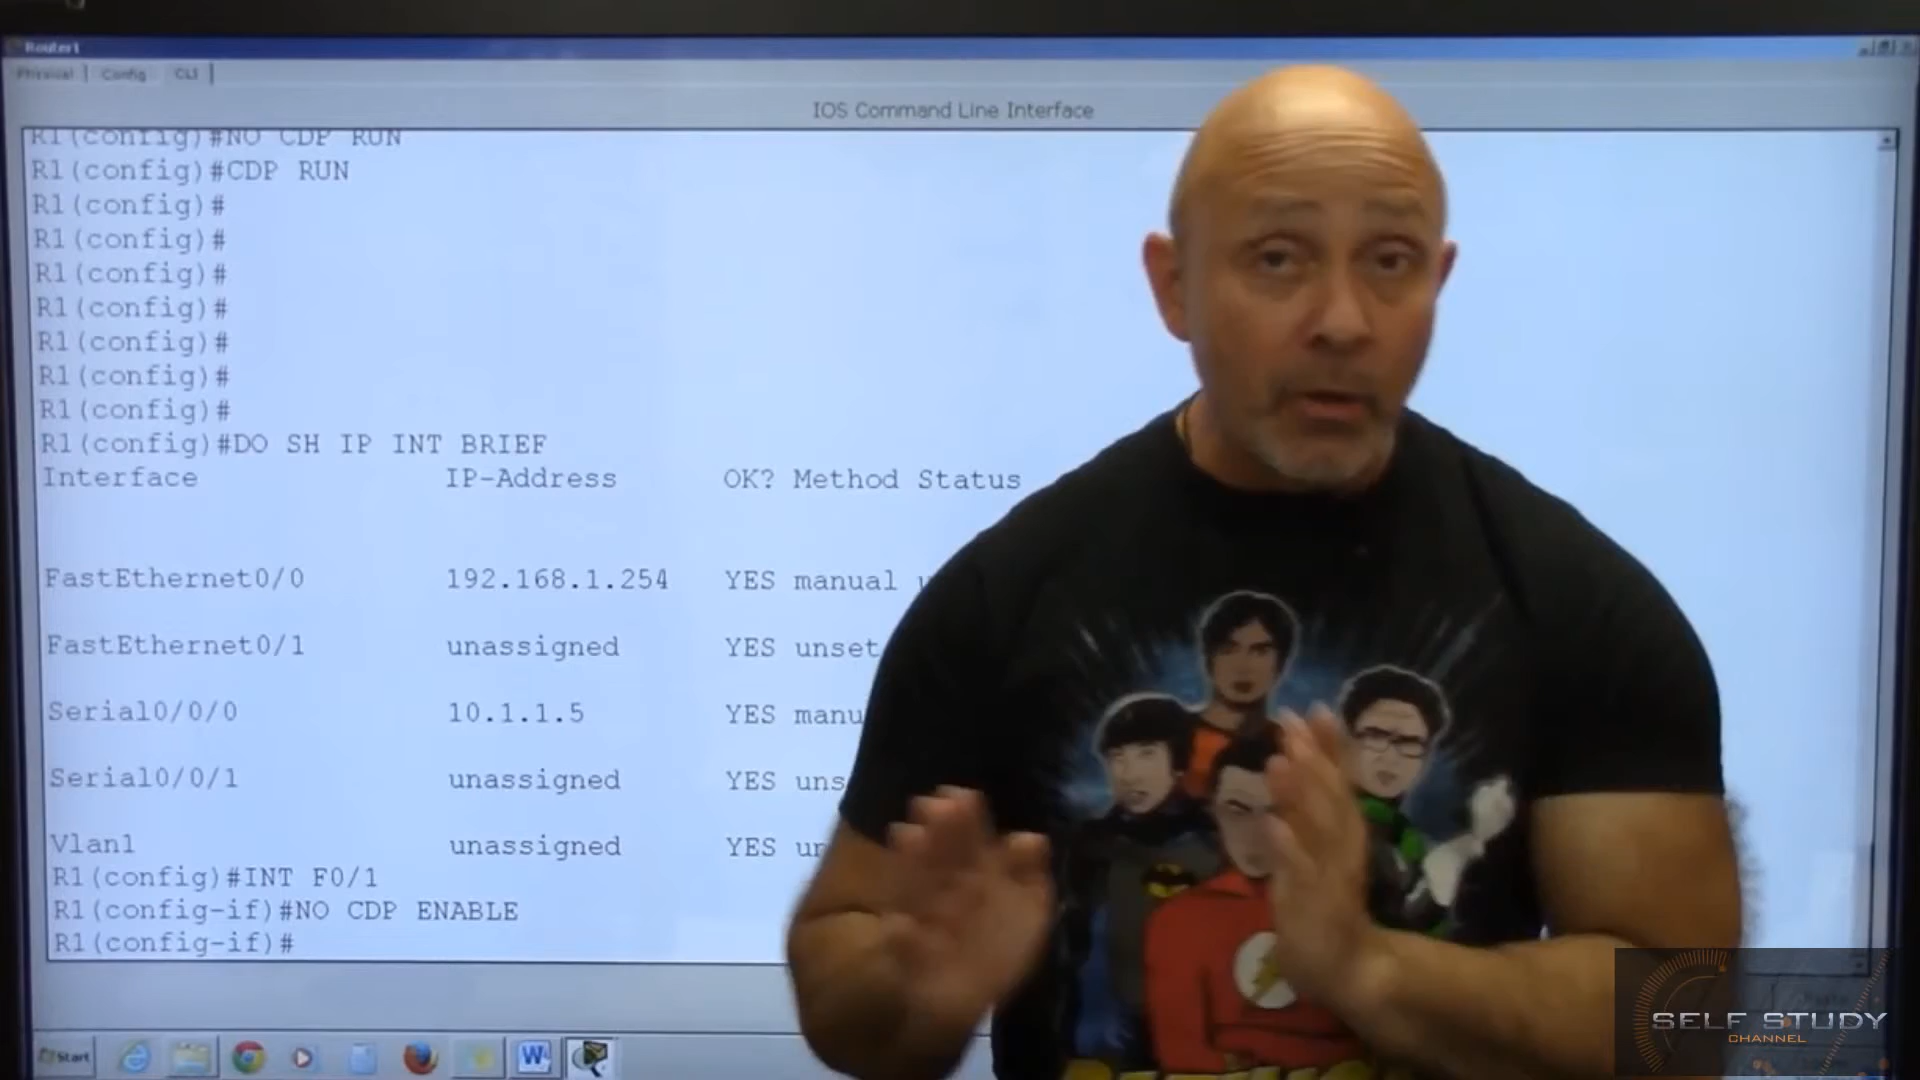 Router1
Physical Config CLI
IOS Command Line Interface
R1(config)#NO CDP RUN
R1(config)#CDP RUN
R1(config)#
R1(config)#
R1(config)#
R1(config)#
R1(config)#
R1(config)#
R1(config)#
R1(config)#DO SH IP INT BRIEF
Interface IP-Address OK? Method Status
FastEthernet0/0 192.168.1.254 YES manual
FastEthernet0/1 unassigned YES unset
Serial0/0/0 10.1.1.5 YES manu
Serial0/0/1 unassigned YES uns
Vlan1 unassigned YES un
R1(config)#INT F0/1
R1(config-if)#NO CDP ENABLE
R1(config-if)#
Start
SELF STUDY
CHANNEL